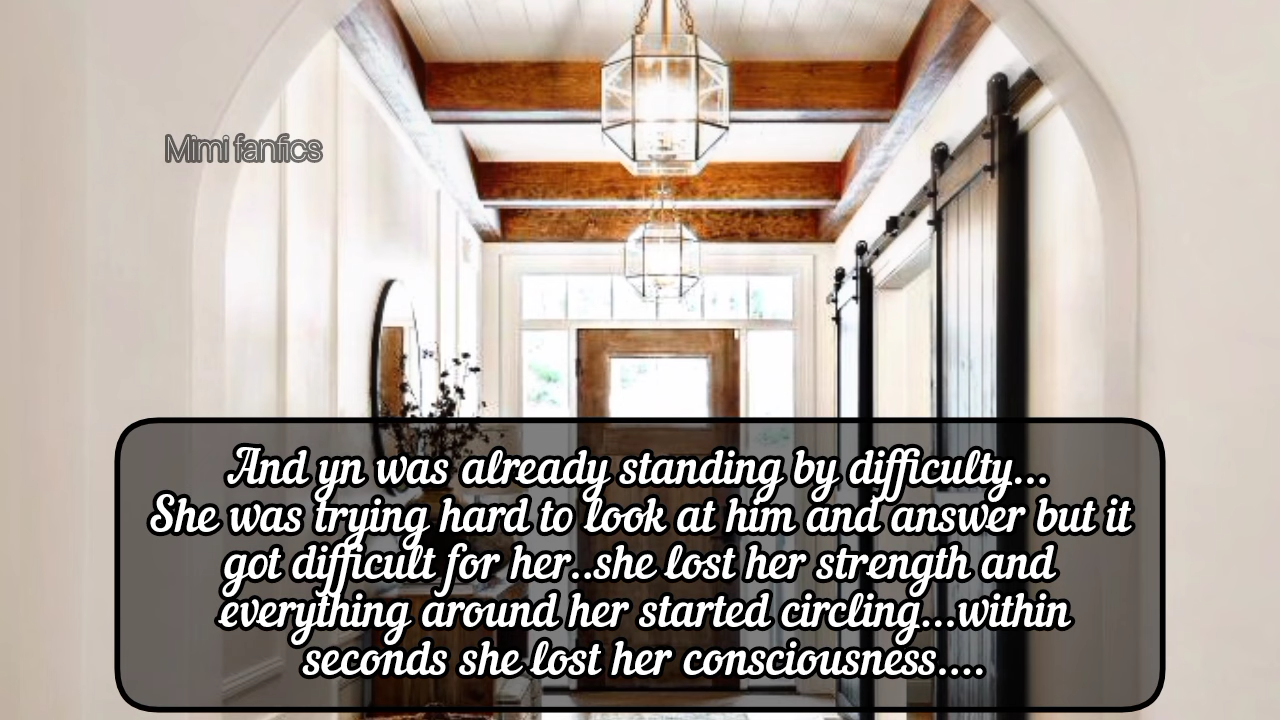 Mimi fanfics
And yn was already standing by difficulty...
She was trying hard to look at him and answer but it
got difficult for her..she lost her strength and
everything around her started circling...within
seconds she lost her consciousness....